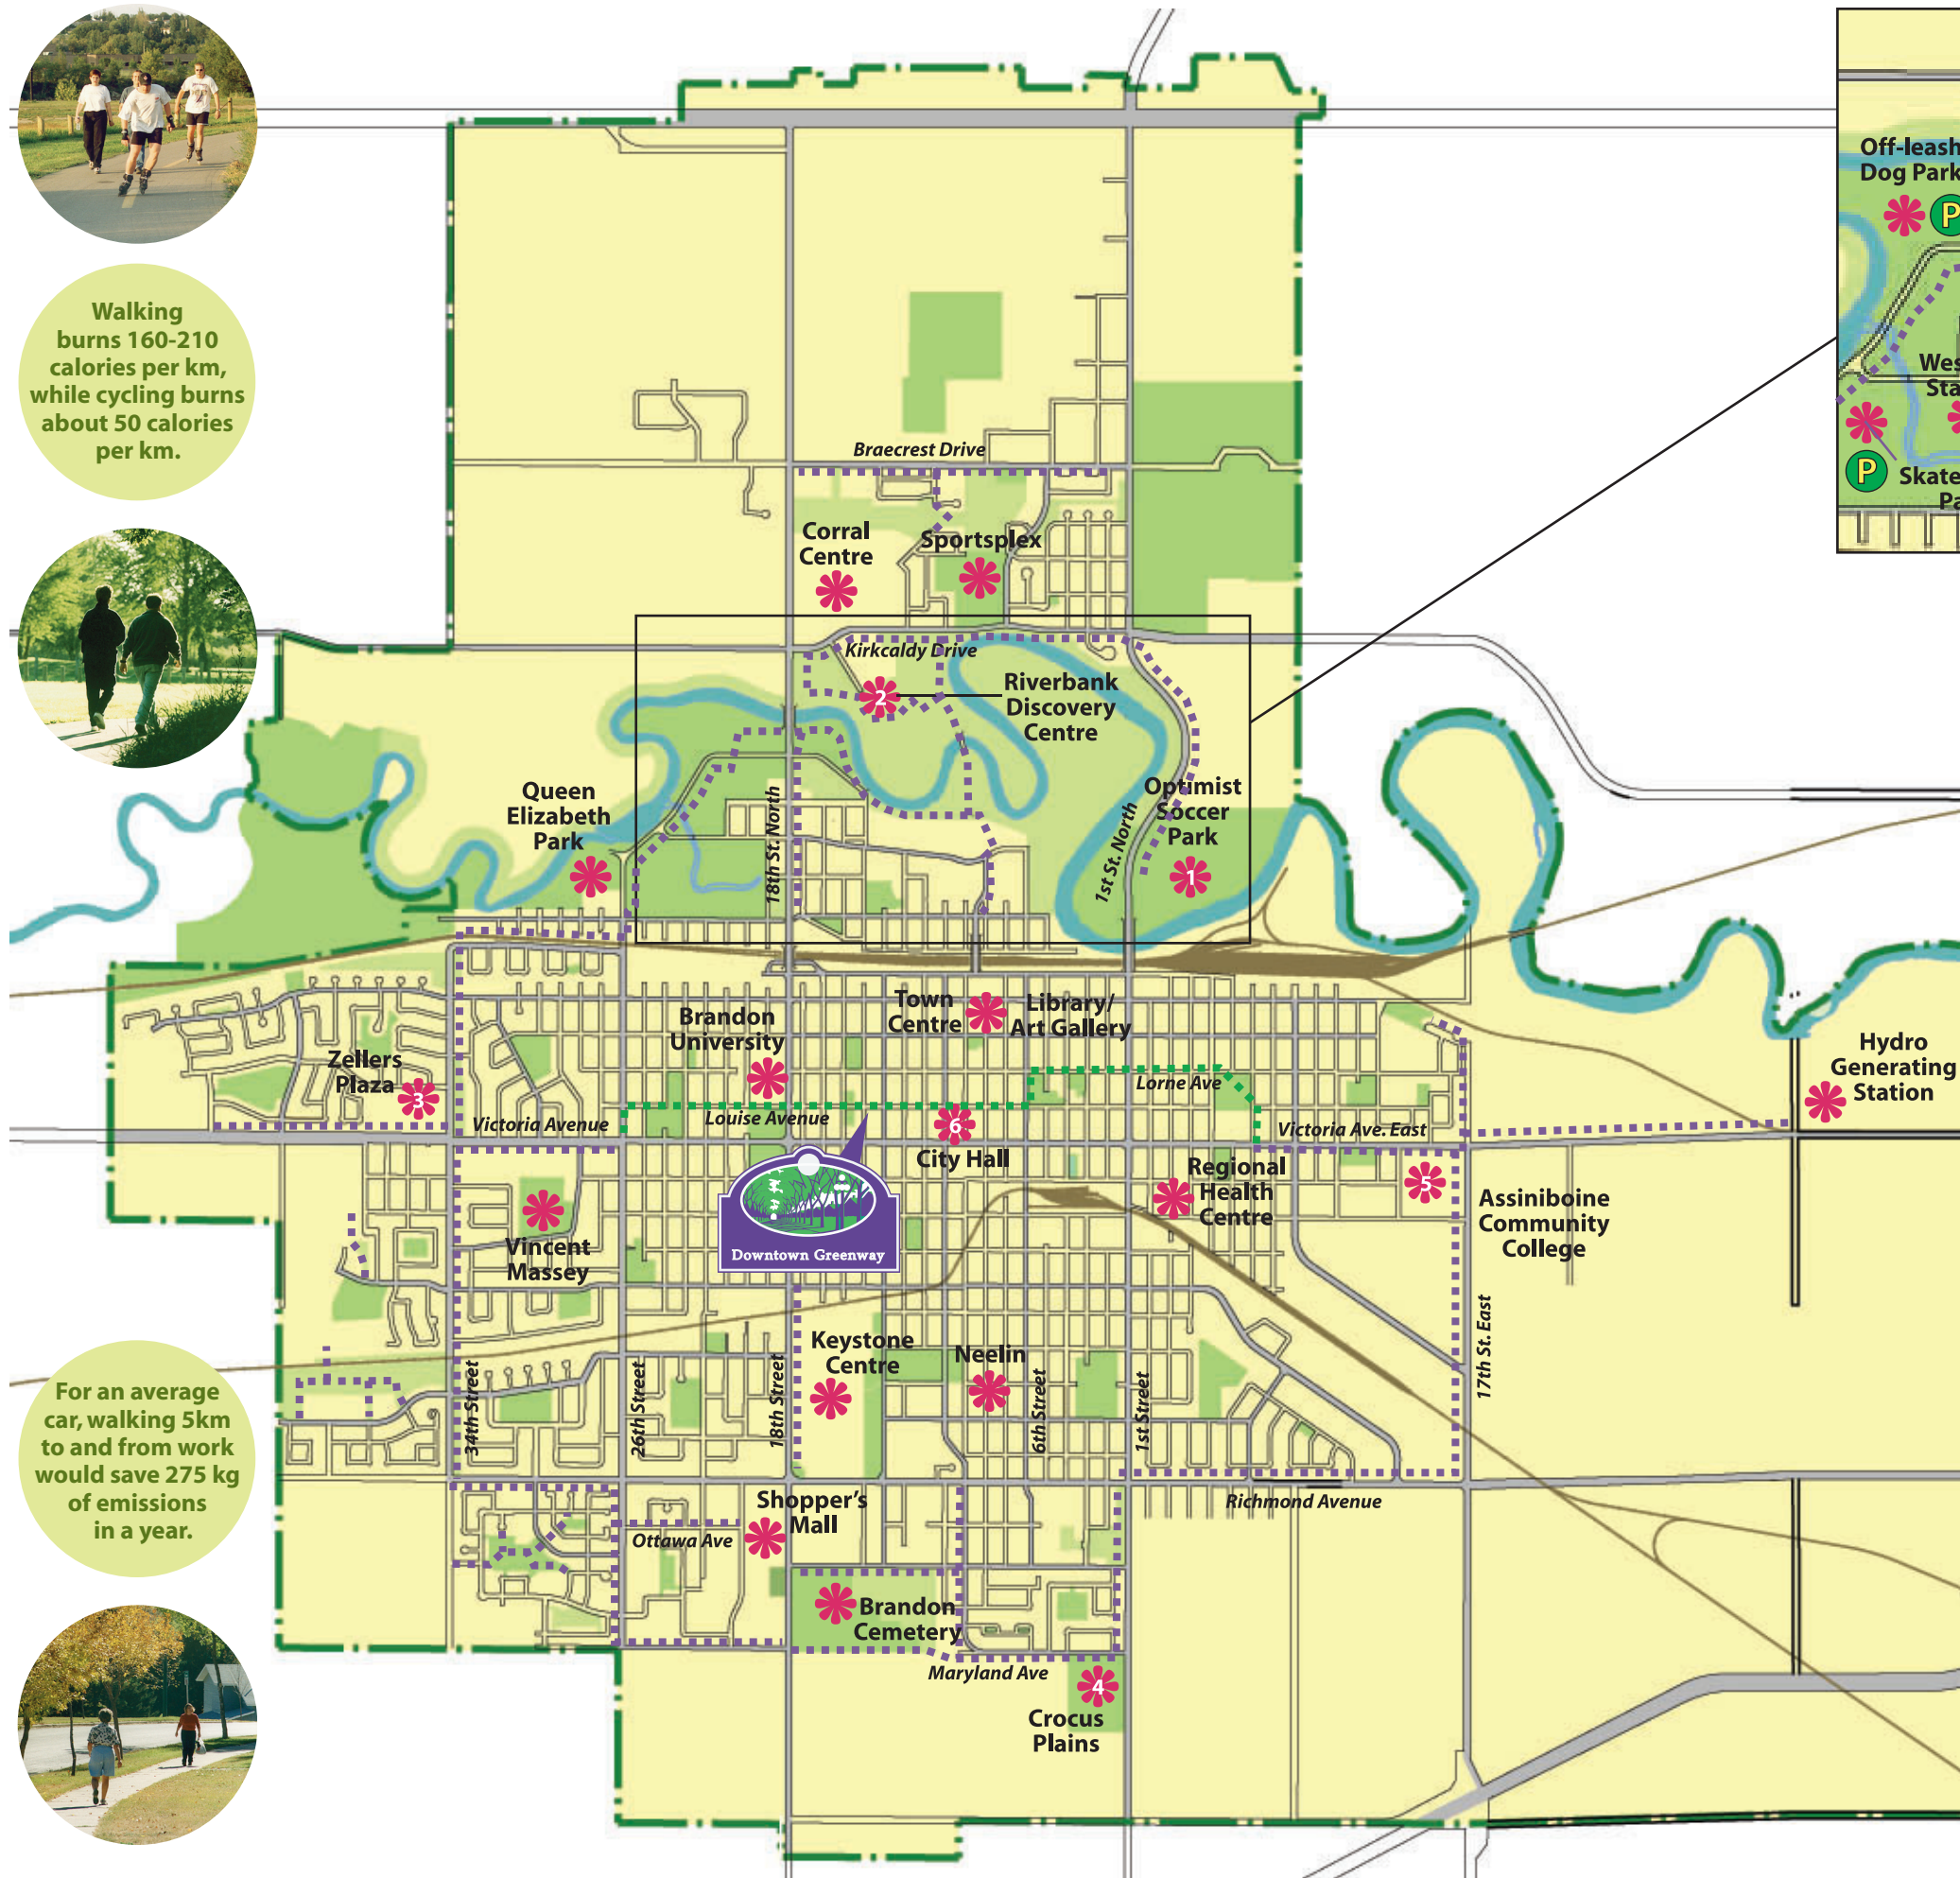 Walking
burns 160-210
calories per km,
while cycling burns
about 50 calories
per km.
For an average
car, walking 5km
to and from work
would save 275 kg
of emissions
in a year.
Off-leash
Dog Park
P
Skate
P
Braecrest Drive
Corral
Centre
Sportsplex
Kirkcaldy Drive
2
Riverbank
Discovery
Centre
Queen
Elizabeth
Park
18th St. North
1st St. North
Optimist
Soccer
Park
1
Brandon
University
Town
Centre
Library/
Art Gallery
Zellers
Plaza
3
Hydro
Generating
Station
Lorne Ave
Victoria Avenue
Louise Avenue
6
City Hall
Victoria Ave. East
Downtown Greenway
Regional
Health
Centre
5
Assiniboine
Community
College
Vincent
Massey
Keystone
Centre
Neelin
34th Street
26th Street
18th Street
6th Street
1st Street
17th St. East
Richmond Avenue
Shopper's
Mall
Ottawa Ave
Brandon
Cemetery
Maryland Ave
4
Crocus
Plains